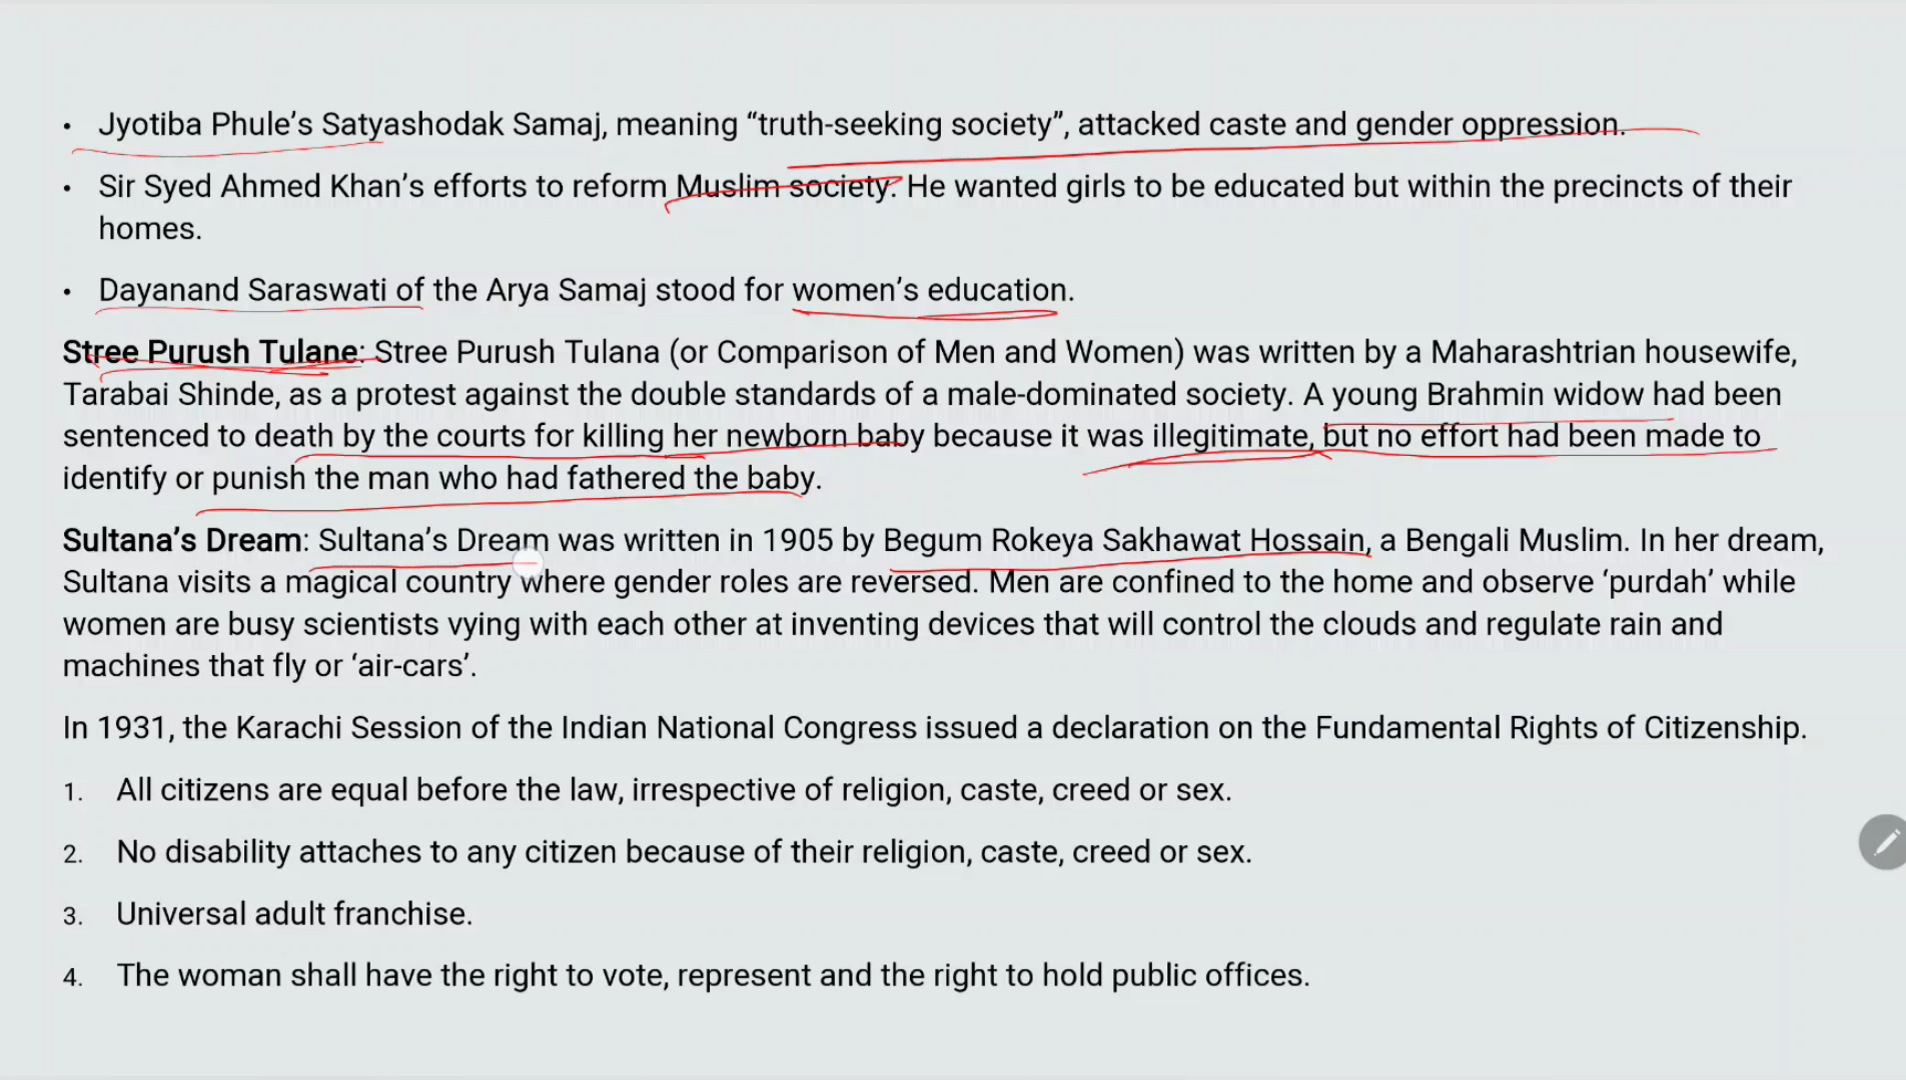 • Jyotiba Phule’s Satyashodak Samaj, meaning “truth-seeking society”, attacked caste and gender oppression.
• Sir Syed Ahmed Khan’s efforts to reform Muslim society. He wanted girls to be educated but within the precincts of their
homes.
• Dayanand Saraswati of the Arya Samaj stood for women’s education.
Stree Purush Tulane: Stree Purush Tulana (or Comparison of Men and Women) was written by a Maharashtrian housewife,
Tarabai Shinde, as a protest against the double standards of a male-dominated society. A young Brahmin widow had been
sentenced to death by the courts for killing her newborn baby because it was illegitimate, but no effort had been made to
identify or punish the man who had fathered the baby.
Sultana’s Dream: Sultana’s Dream was written in 1905 by Begum Rokeya Sakhawat Hossain, a Bengali Muslim. In her dream,
Sultana visits a magical country where gender roles are reversed. Men are confined to the home and observe ‘purdah’ while
women are busy scientists vying with each other at inventing devices that will control the clouds and regulate rain and
machines that fly or ‘air-cars’.
In 1931, the Karachi Session of the Indian National Congress issued a declaration on the Fundamental Rights of Citizenship.
1. All citizens are equal before the law, irrespective of religion, caste, creed or sex.
2. No disability attaches to any citizen because of their religion, caste, creed or sex.
3. Universal adult franchise.
4. The woman shall have the right to vote, represent and the right to hold public offices.